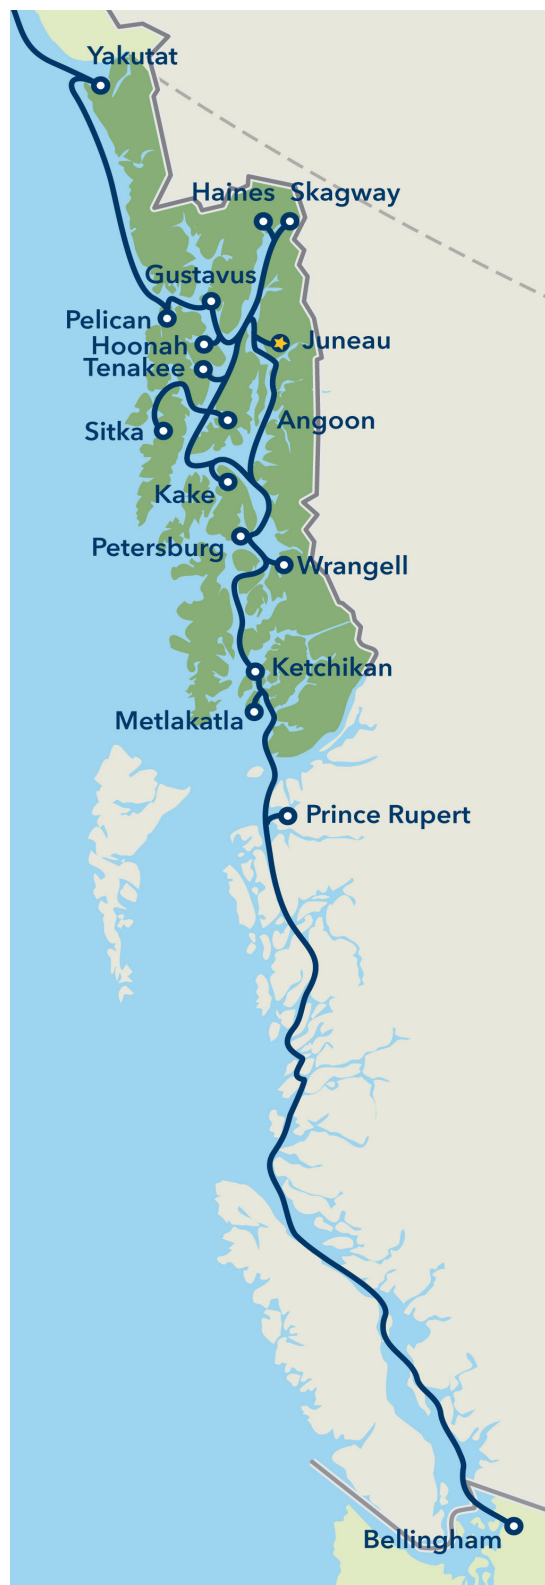 Yakutat
Haines
Skagway
Gustavus
Pelican
Hoonah
Juneau
Tenakee
Angoon
Sitka
Kake
Petersburg
Wrangell
Ketchikan
Metlakatla
Prince Rupert
Bellingham